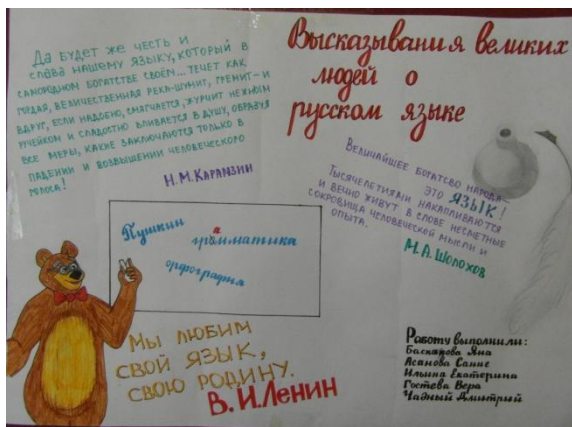 Да будет же честь и
слава нашему языку, который в
самородном богатстве своём... течет как
гордая, величественная река-шумит, гремит-и
вдруг, если надобно, смягчается, журчит нежным
ручейком и сладостно вливается в душу, образуя
все меры, какие заключаются только в
падении и возвышении человеческого
голоса!
Н.М.Карамзин
Высказывания великих
людей о
русском языке
Величайшее богатсво народа-
это ЯЗЫК!
Тысячелетиями накапливаются
и вечно живут в слове несметные
сокровища человеческой мысли и
опыта.
М.А.Шолохов
Пушкин
а
грамматика
орфография
Мы любим
свой язык,
свою родину.
В.И.Ленин
Работу выполнили:
Яна
Асанова Сание
Ильина Екатерина
Гостева Вера
Чадный Дмитрий